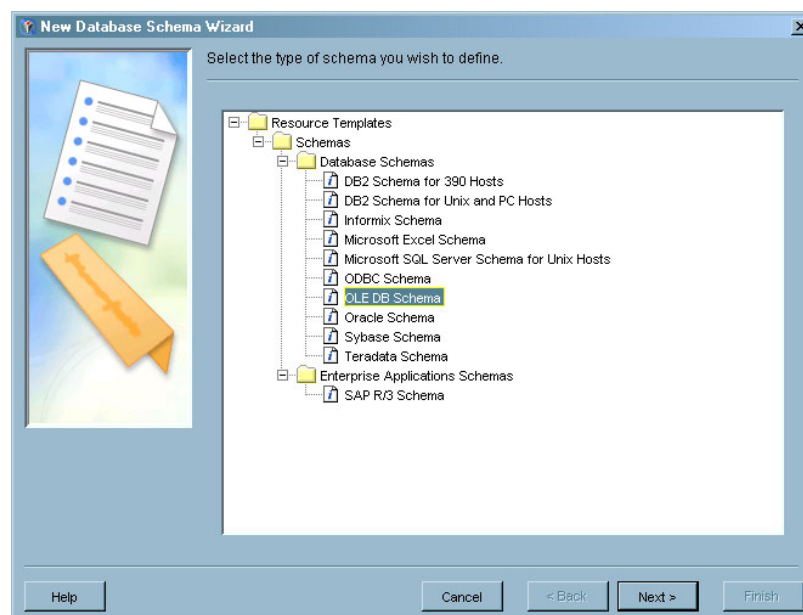 New Database Schema Wizard
Select the type of schema you wish to define.
Resource Templates
Schemas
Database Schemas
DB2 Schema for 390 Hosts
DB2 Schema for Unix and PC Hosts
Informix Schema
Microsoft Excel Schema
Microsoft SQL Server Schema for Unix Hosts
ODBC Schema
OLE DB Schema
Oracle Schema
Sybase Schema
Teradata Schema
Enterprise Applications Schemas
SAP R/3 Schema
Help Cancel < Back Next > Finish